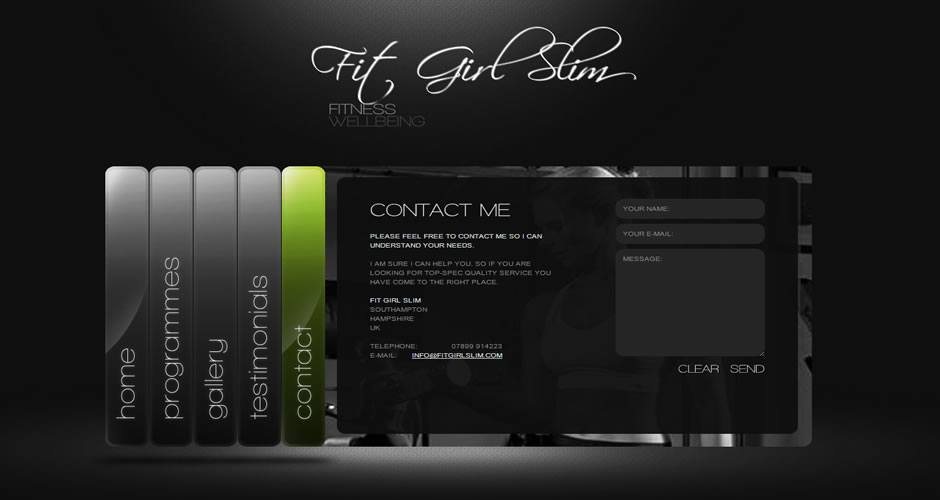 Fit Girl Slim
FITNESS
WELLBEING
home
programmes
gallery
testimonials
contact
CONTACT ME
PLEASE FEEL FREE TO CONTACT ME SO I CAN
UNDERSTAND YOUR NEEDS.
I AM SURE I CAN HELP YOU. SO IF YOU ARE
LOOKING FOR TOP-SPEC QUALITY SERVICE YOU
HAVE COME TO THE RIGHT PLACE.
FIT GIRL SLIM
SOUTHAMPTON
HAMPSHIRE
UK
TELEPHONE: 07899 914223
E-MAIL: INFO@FITGIRLSLIM.COM
YOUR NAME:
YOUR E-MAIL:
MESSAGE:
CLEAR SEND